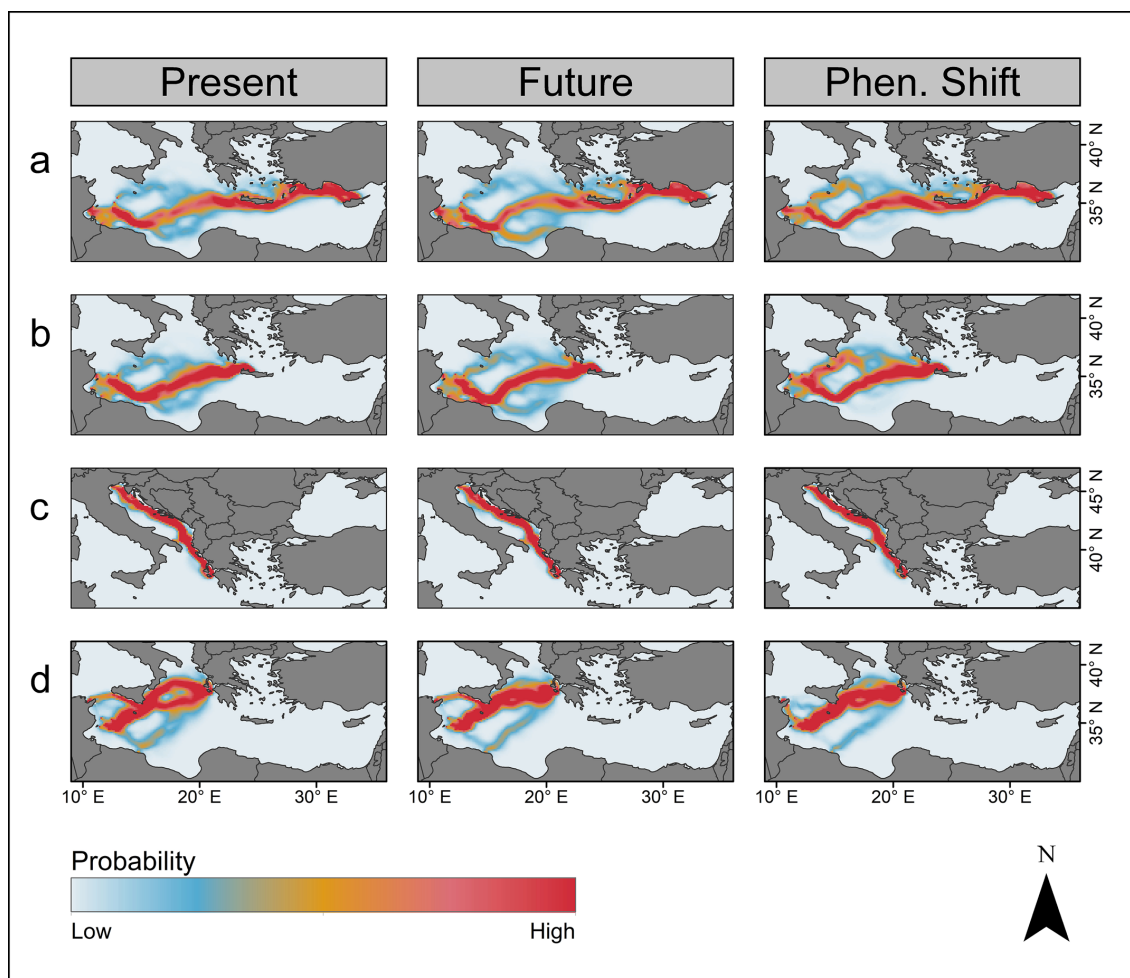 Present Future Phen. Shift
a
40° N
35° N
b
40° N
35° N
c
45° N
40° N
d
40° N
35° N
10° E 20° E 30° E 10° E 20° E 30° E 10° E 20° E 30° E
Probability
Low High
N